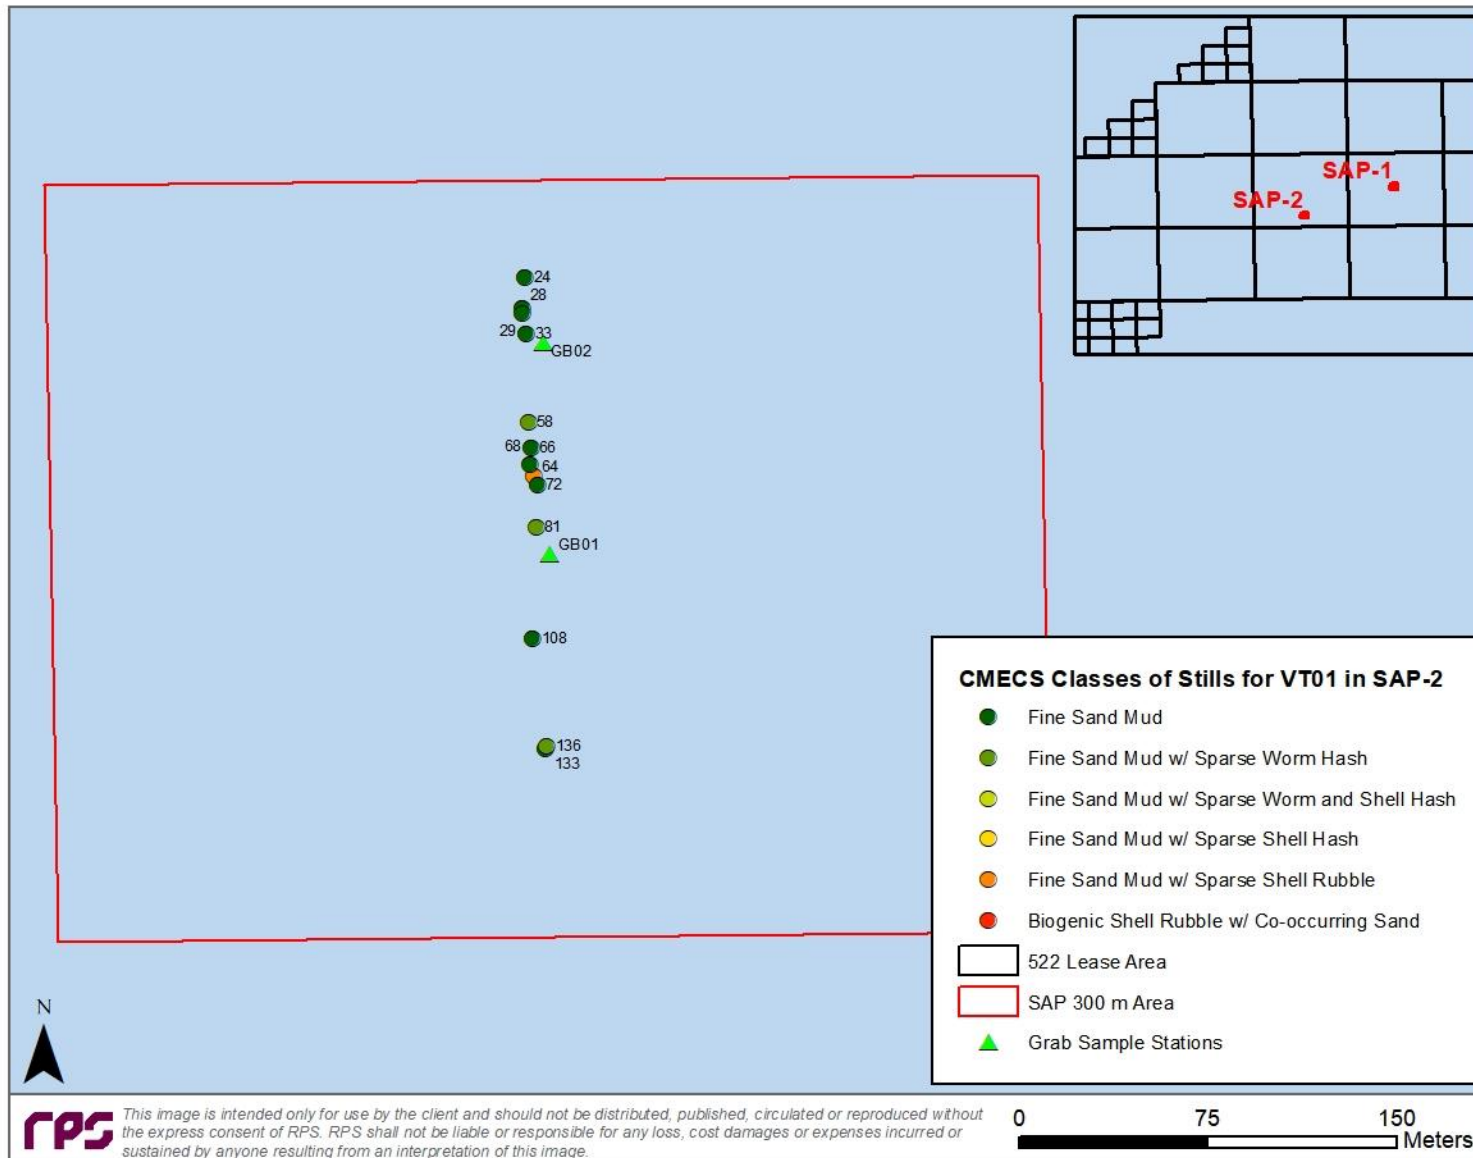 SAP-1
SAP-2
24
28
29
33
GB02
58
68
66
64
72
81
GB01
108
136
133
CMECS Classes of Stills for VT01 in SAP-2
Fine Sand Mud
Fine Sand Mud w/ Sparse Worm Hash
Fine Sand Mud w/ Sparse Worm and Shell Hash
Fine Sand Mud w/ Sparse Shell Hash
Fine Sand Mud w/ Sparse Shell Rubble
Biogenic Shell Rubble w/ Co-occurring Sand
522 Lease Area
SAP 300 m Area
Grab Sample Stations
N
rps
This image is intended only for use by the client and should not be distributed, published, circulated or reproduced without
the express consent of RPS. RPS shall not be liable or responsible for any loss, cost damages or expenses incurred or
sustained by anyone resulting from an interpretation of this image.
0 75 150
Meters